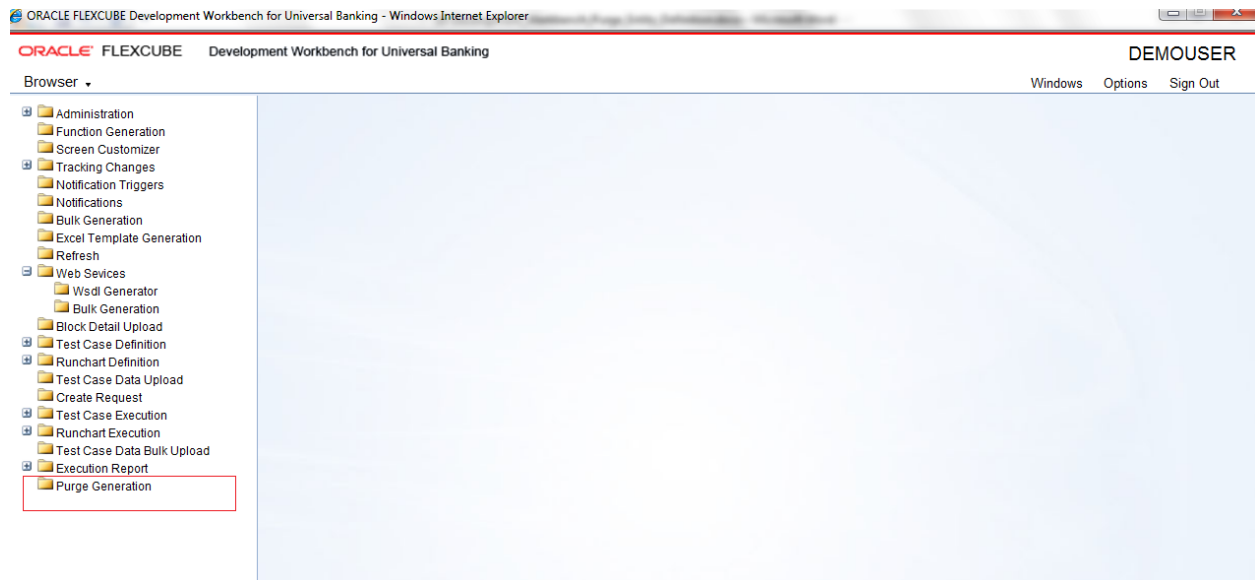 ORACLE FLEXCUBE Development Workbench for Universal Banking - Windows Internet Explorer
ORACLE FLEXCUBE Development Workbench for Universal Banking
DEMOUSER
Browser
Windows Options Sign Out
Administration
Function Generation
Screen Customizer
Tracking Changes
Notification Triggers
Notifications
Bulk Generation
Excel Template Generation
Refresh
Web Sevices
Wsdl Generator
Bulk Generation
Block Detail Upload
Test Case Definition
Runchart Definition
Test Case Data Upload
Create Request
Test Case Execution
Runchart Execution
Test Case Data Bulk Upload
Execution Report
Purge Generation